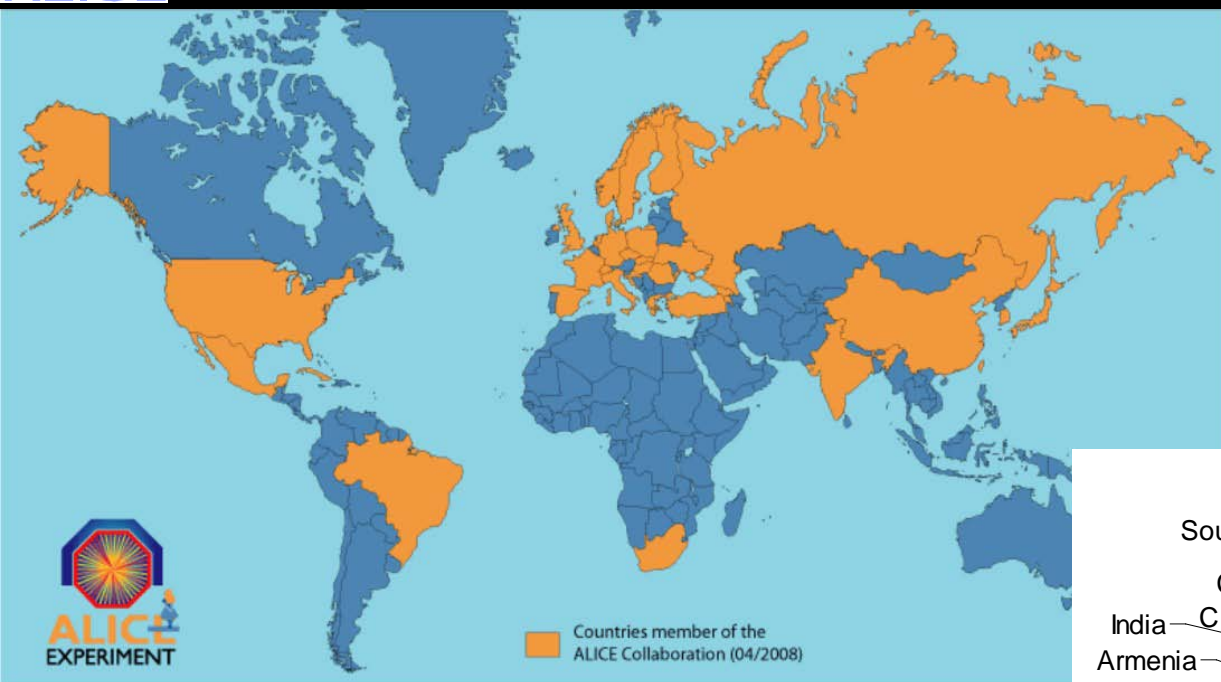 ALICE
EXPERIMENT
Countries member of the
ALICE Collaboration (04/2008)
India
Armenia